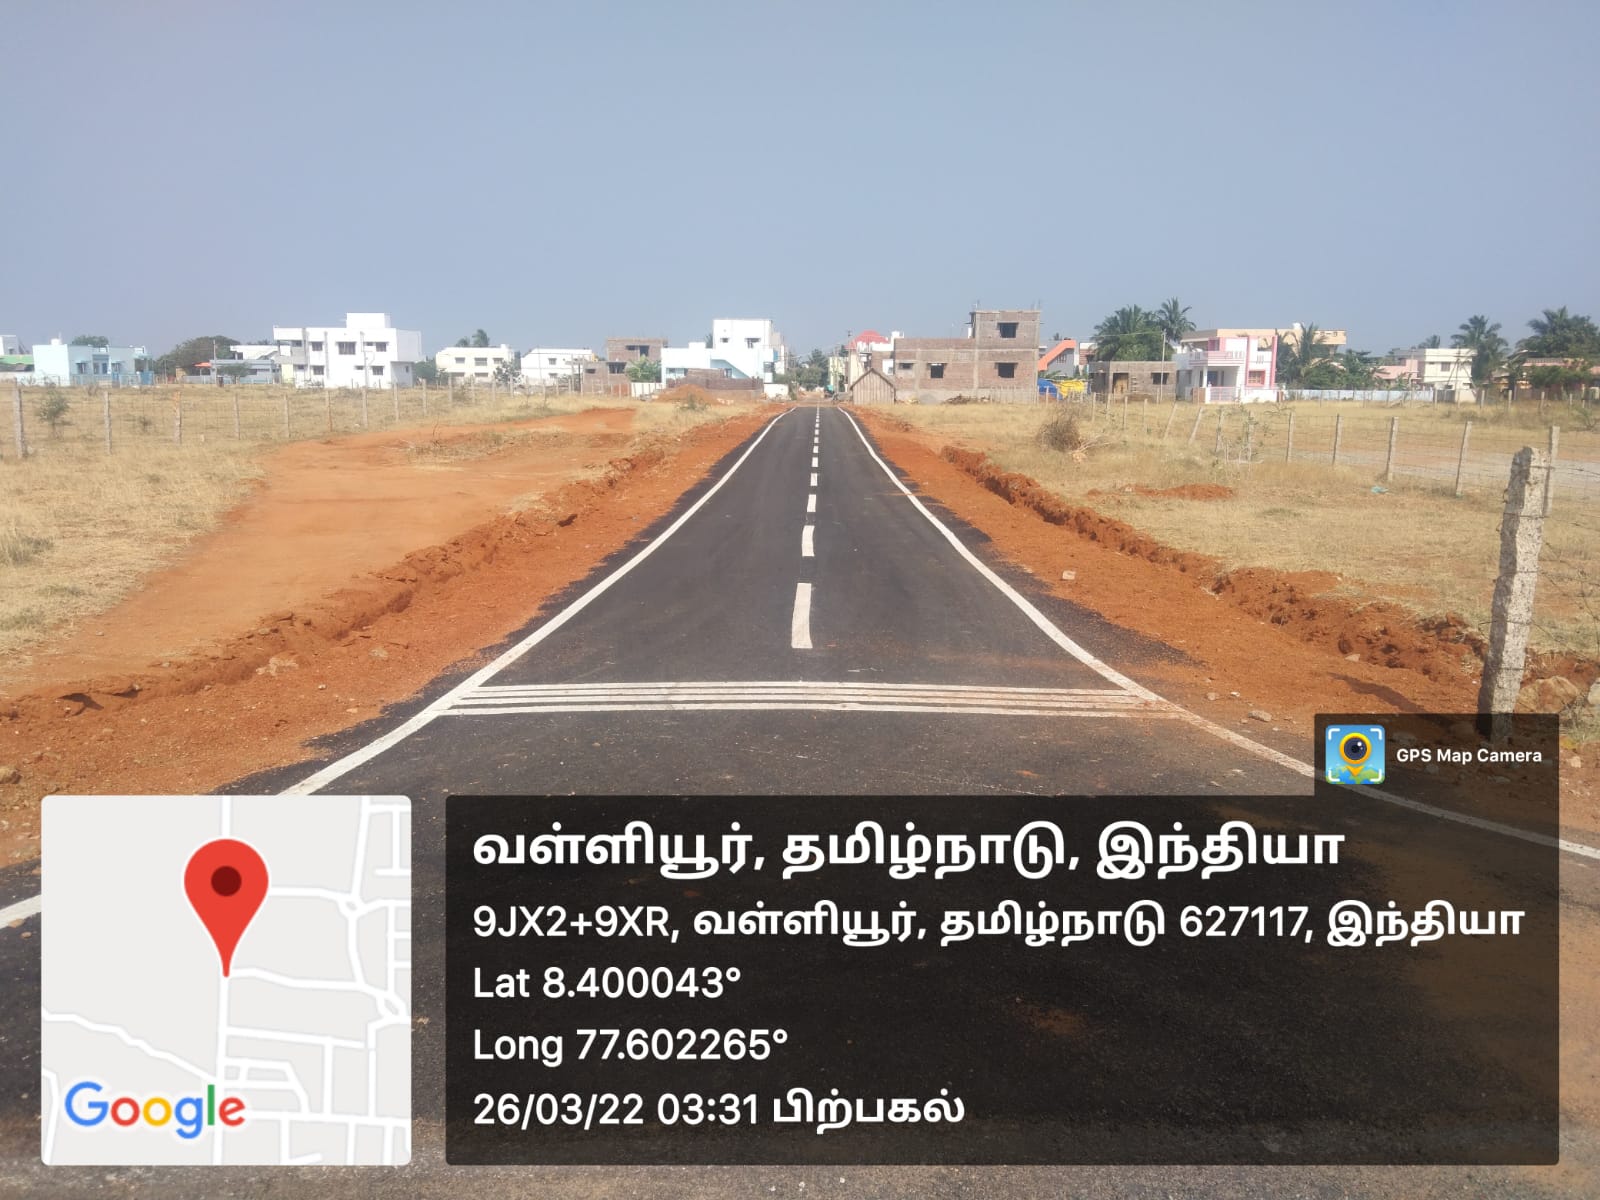 GPS Map Camera
வள்ளியூர், தமிழ்நாடு, இந்தியா
9JX2+9XR, வள்ளியூர், தமிழ்நாடு 627117, இந்தியா
Lat 8.400043°
Long 77.602265°
26/03/22 03:31 பிற்பகல்
Google